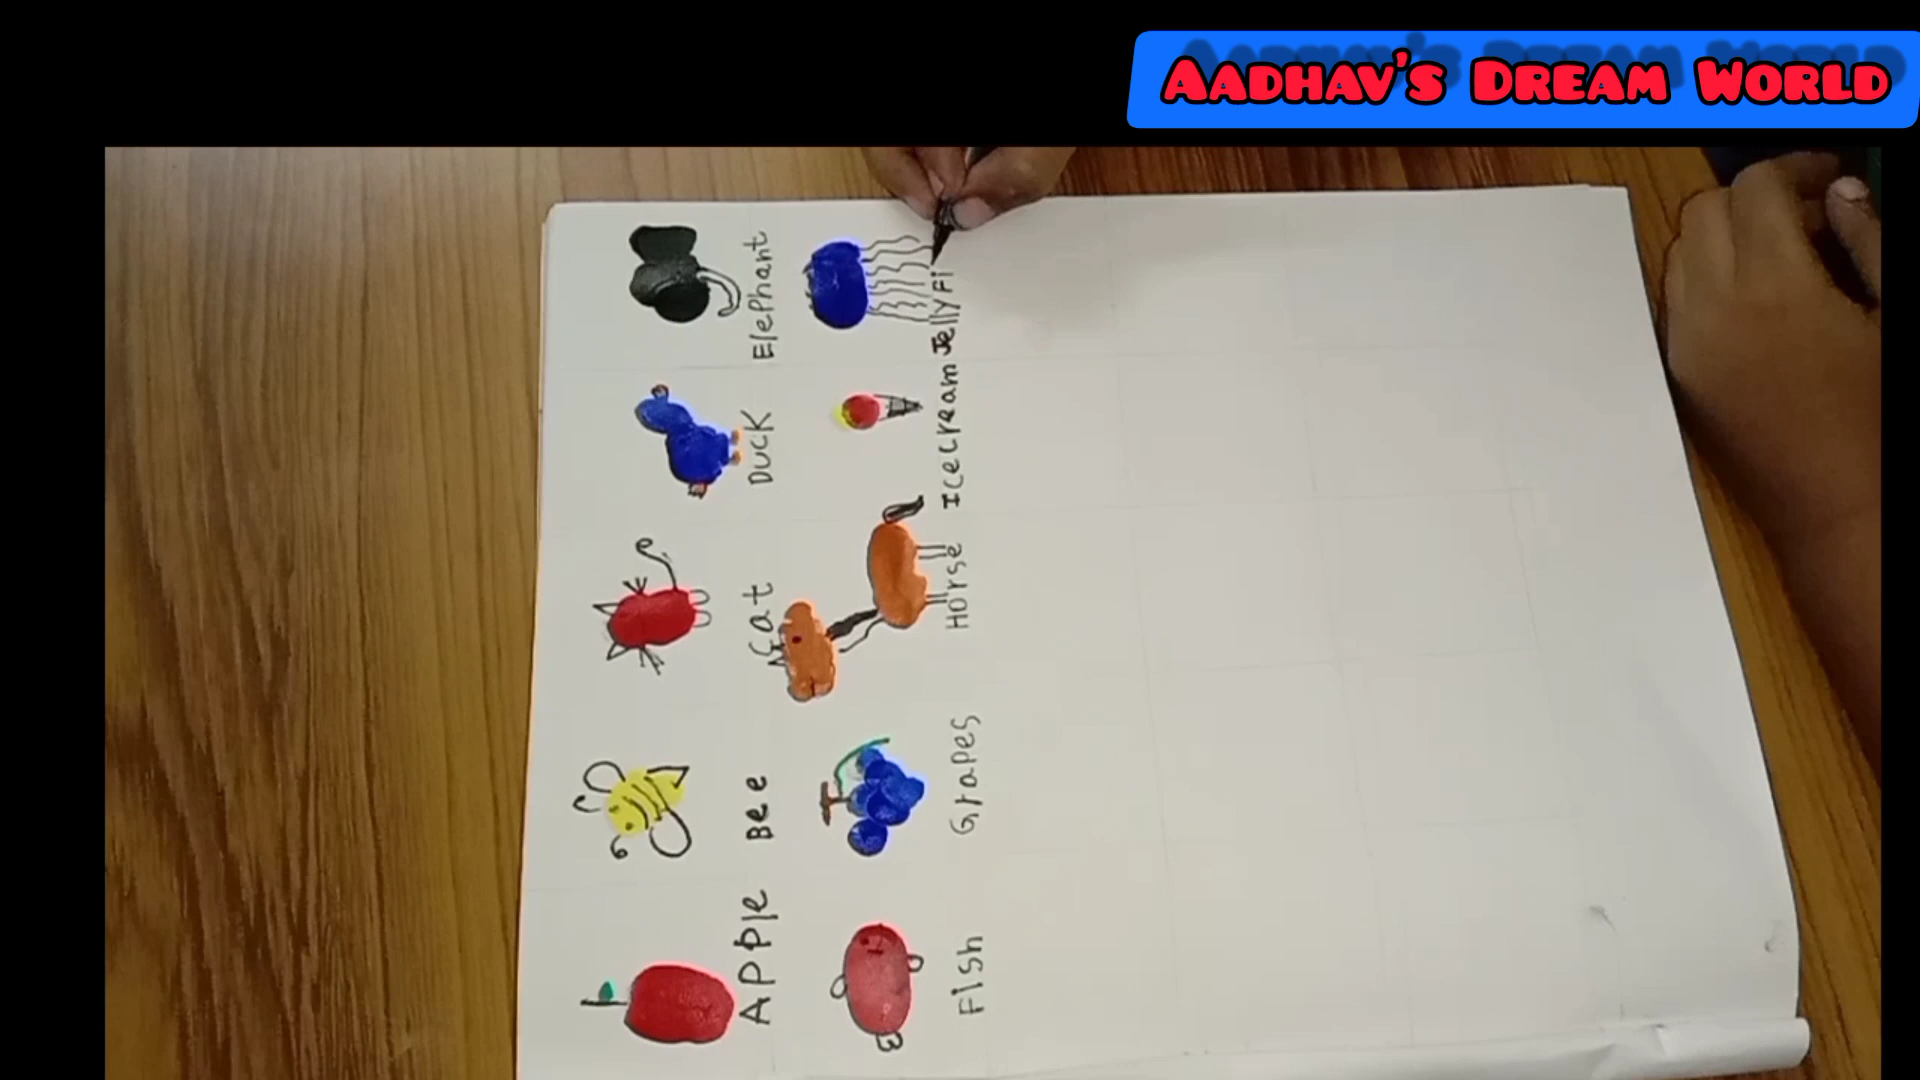 AADHAV'S DREAM WORLD
APPle Bee Cat DUCK Elephant
Fish Grapes Horse Icecream JellyFi